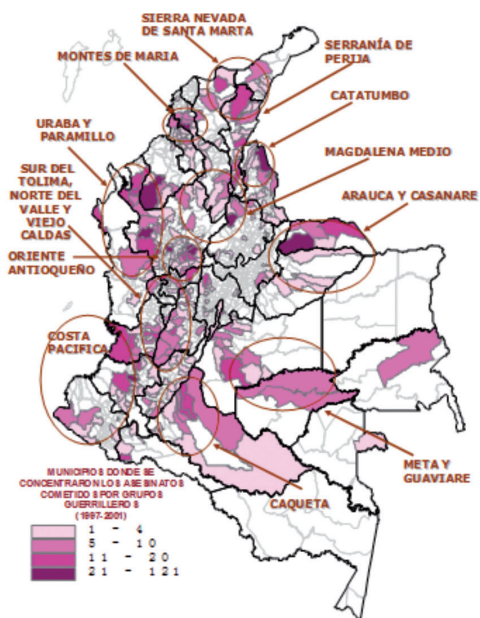 SIERRA NEVADA
DE SANTA MARTA
SERRANÍA DE
PERIJA
MONTES DE MARIA
CATATUMBO
URABA Y
PARAMILLO
MAGDALENA MEDIO
SUR DEL
TOLIMA,
NORTE DEL
VALLE Y
VIEJO
CALDAS
ARAUCA Y CASANARE
ORIENTE
ANTIOQUEÑO
COSTA
PACIFICA
META Y
GUAVIARE
CAQUETA
MUNICIPIOS DONDE SE
CONCENTRARON LOS ASESINATOS
COMETIDOS POR GRUPOS
GUERRILLEROS
(1997-2001)
1 - 4
5 - 10
11 - 20
21 - 121